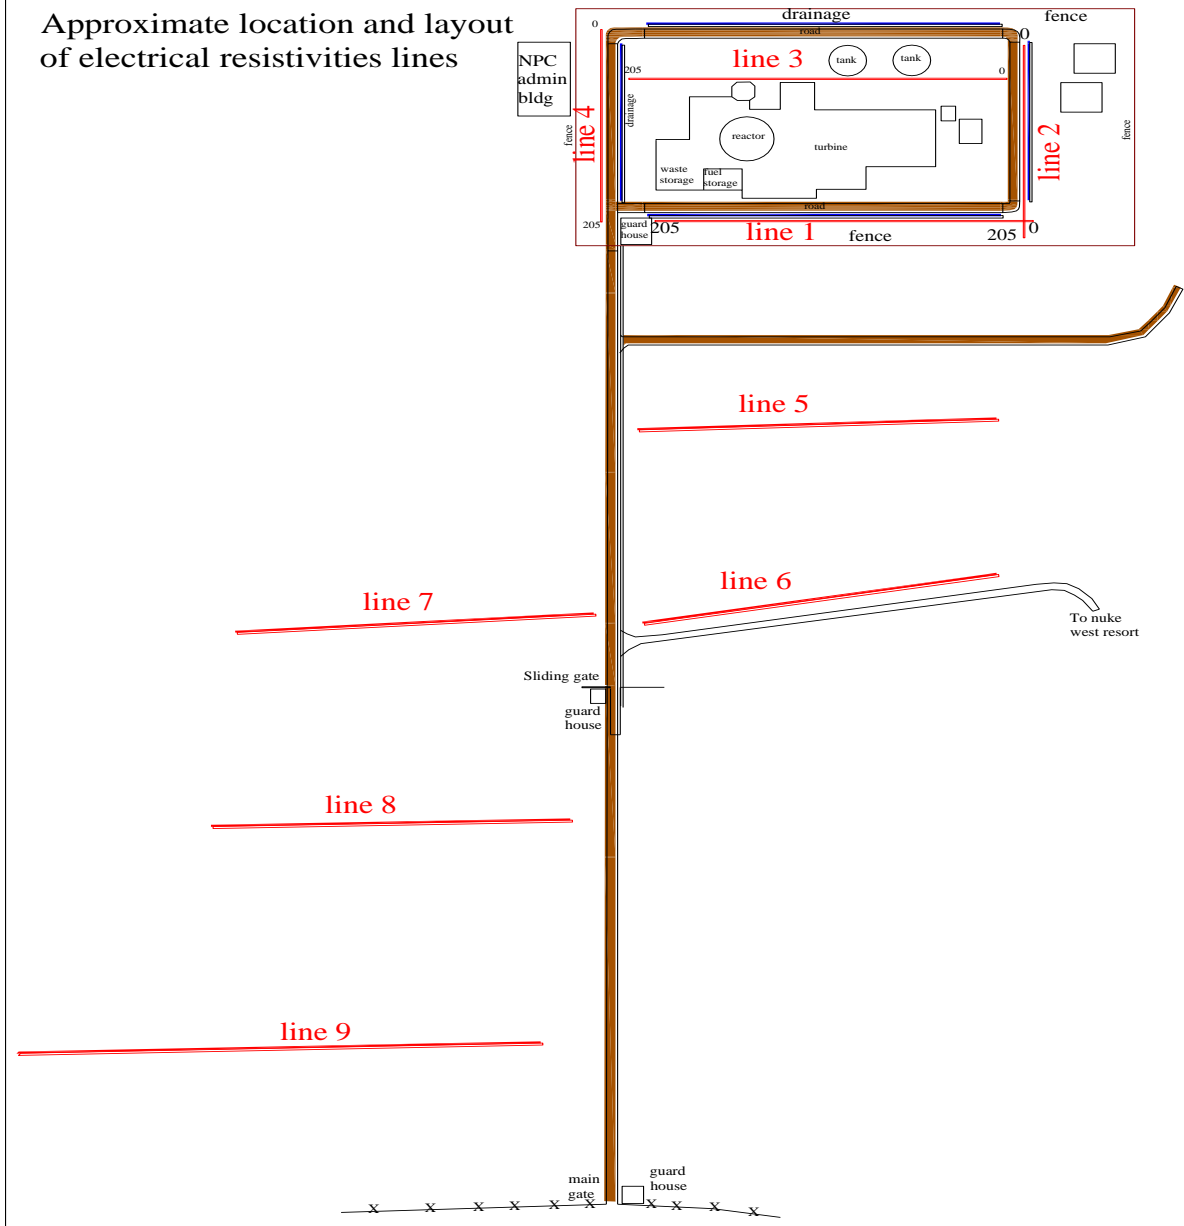 Approximate location and layout
of electrical resistivities lines
0
drainage
fence
road
0
NPC
admin
bldg
line 3
tank
tank
205
0
drainage
fence
line 4
reactor
turbine
line 2
fence
waste
storage
fuel
storage
road
205
guard
house
205
line 1
fence
205
0
line 5
line 6
line 7
To nuke
west resort
Sliding gate
guard
house
line 8
line 9
main
gate
guard
house
X X X X X X X X X X